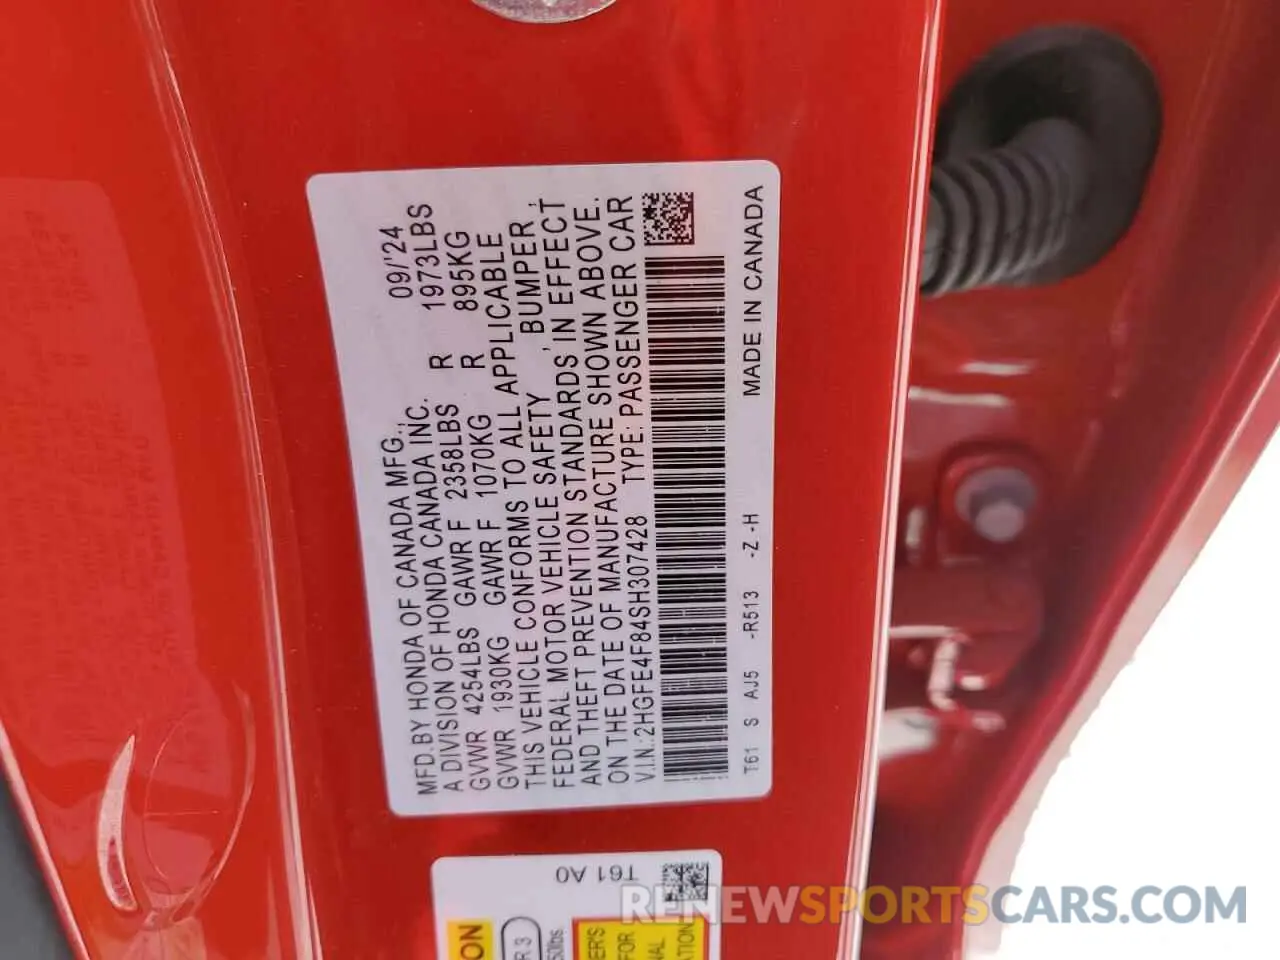 MFD.BY HONDA OF CANADA MFG., 09/'24
A DIVISION OF HONDA CANADA INC.
GVWR 4254LBS GAWR F 2358LBS R 1973LBS
GVWR 1930KG GAWR F 1070KG R 895KG
THIS VEHICLE CONFORMS TO ALL APPLICABLE
FEDERAL MOTOR VEHICLE SAFETY , BUMPER ,
AND THEFT PREVENTION STANDARDS, IN EFFECT
ON THE DATE OF MANUFACTURE SHOWN ABOVE.
V.I.N.:2HGFE4F84SH307428 TYPE: PASSENGER CAR
T61 S AJ5 -R513 -Z -H MADE IN CANADA
T61 A0
RENEWSPORTSCARS.COM